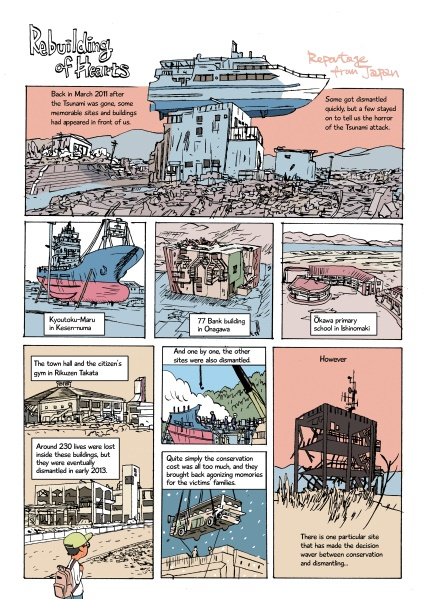 Rebuilding
of Hearts
Reportage
from Japan
Back in March 2011 after
the Tsunami was gone, some
memorable sites and buildings
had appeared in front of us.
Some got dismantled
quickly, but a few stayed
on to tell us the horror
of the Tsunami attack.
Kyoutoku-Maru
in Kesen-numa
77 Bank building
in Onagawa
Ōkawa primary
school in Ishinomaki
The town hall and the citizen's
gym in Rikuzen Takata
Around 230 lives were lost
inside these buildings, but
they were eventually
dismantled in early 2013.
And one by one, the other
sites were also dismantled.
Quite simply the conservation
cost was all too much, and they
brought back agonizing memories
for the victims' families.
However
There is one particular site
that has made the decision
waver between conservation
and dismantling...